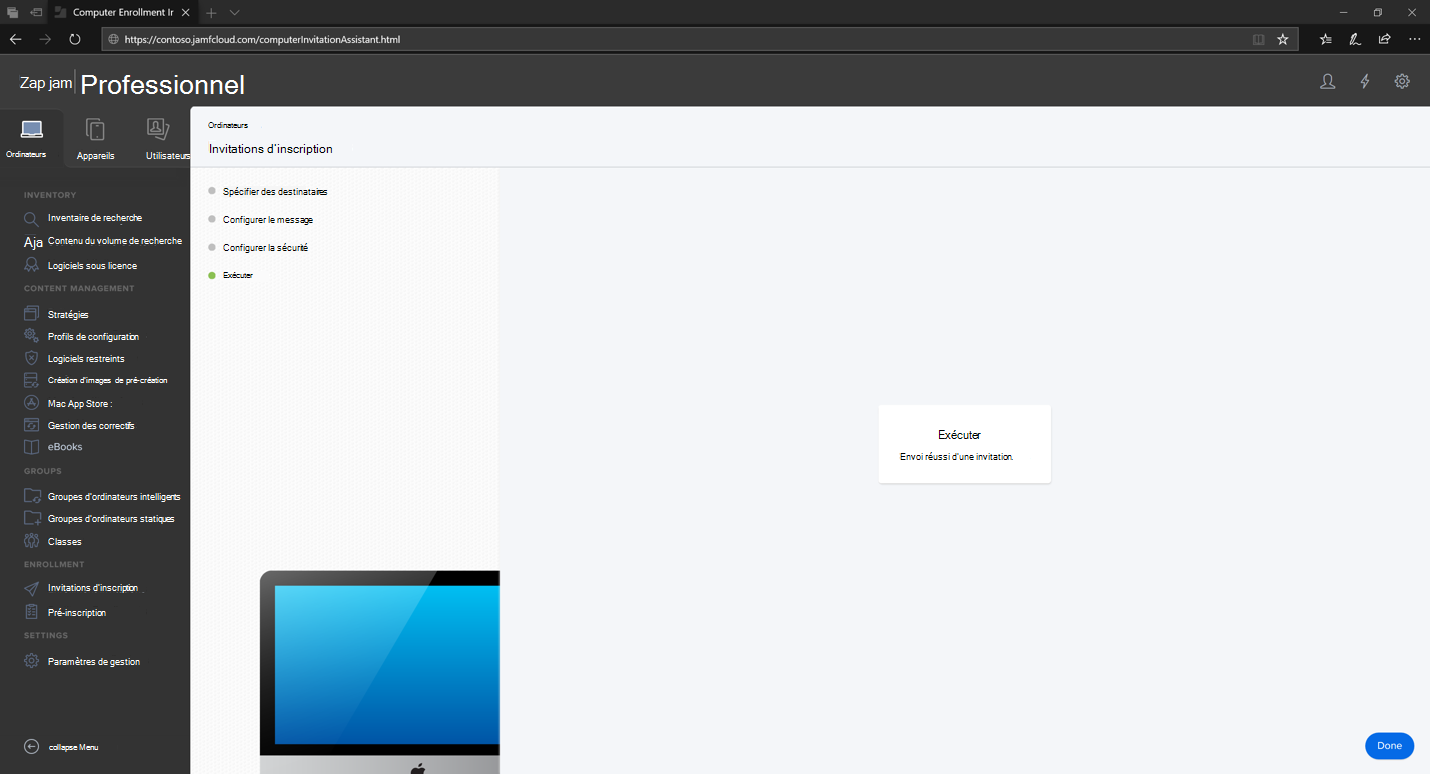 Computer Enrollment Ir
https://contoso.jamfcloud.com/computerInvitationAssistant.html
Zap jam Professionnel
Ordinateurs
Appareils
Utilisateurs
INVENTORY
Inventaire de recherche
Aja Contenu du volume de recherche
Logiciels sous licence
CONTENT MANAGEMENT
Stratégies
Profils de configuration
Logiciels restreints
Création d'images de pré-création
Mac App Store :
Gestion des correctifs
eBooks
GROUPS
Groupes d'ordinateurs intelligents
Groupes d'ordinateurs statiques
Classes
ENROLLMENT
Invitations d'inscription
Pré-inscription
SETTINGS
Paramètres de gestion
collapse Menu
Ordinateurs
Invitations d'inscription
Spécifier des destinataires
Configurer le message
Configurer la sécurité
Exécuter
Exécuter
Envoi réussi d'une invitation.
Done